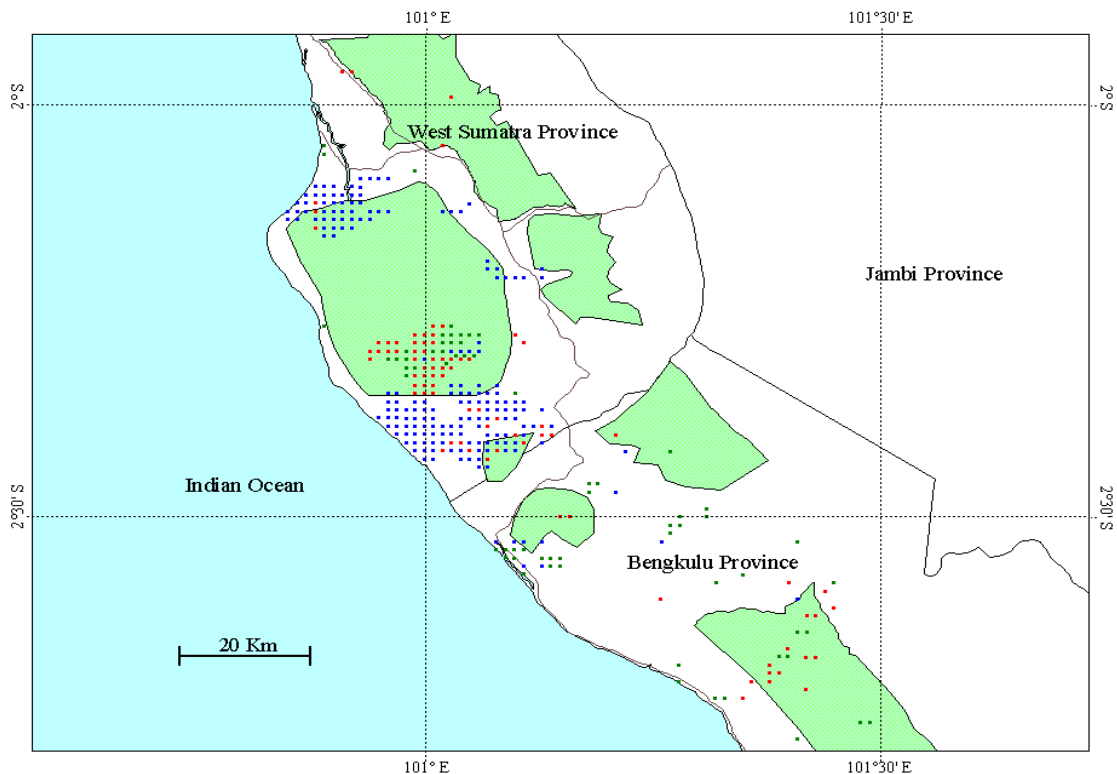 101° E
101°30' E
2°S
2°S
West Sumatra Province
Jambi Province
Indian Ocean
2°30' S
2°30' S
Bengkulu Province
20 Km
101° E
101°30' E